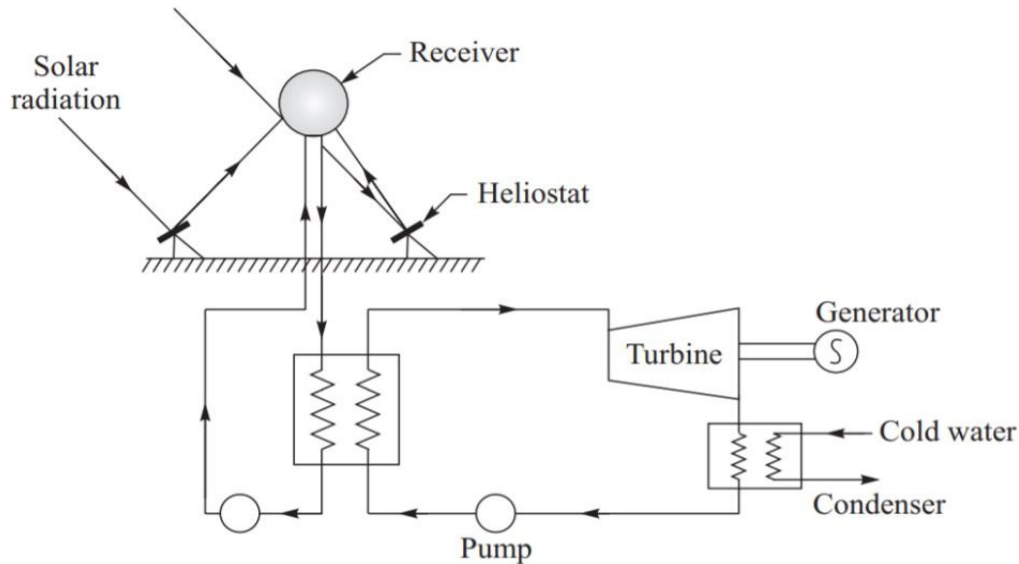 Receiver
Solar
radiation
Heliostat
Generator
Turbine
S
Cold water
Condenser
Pump